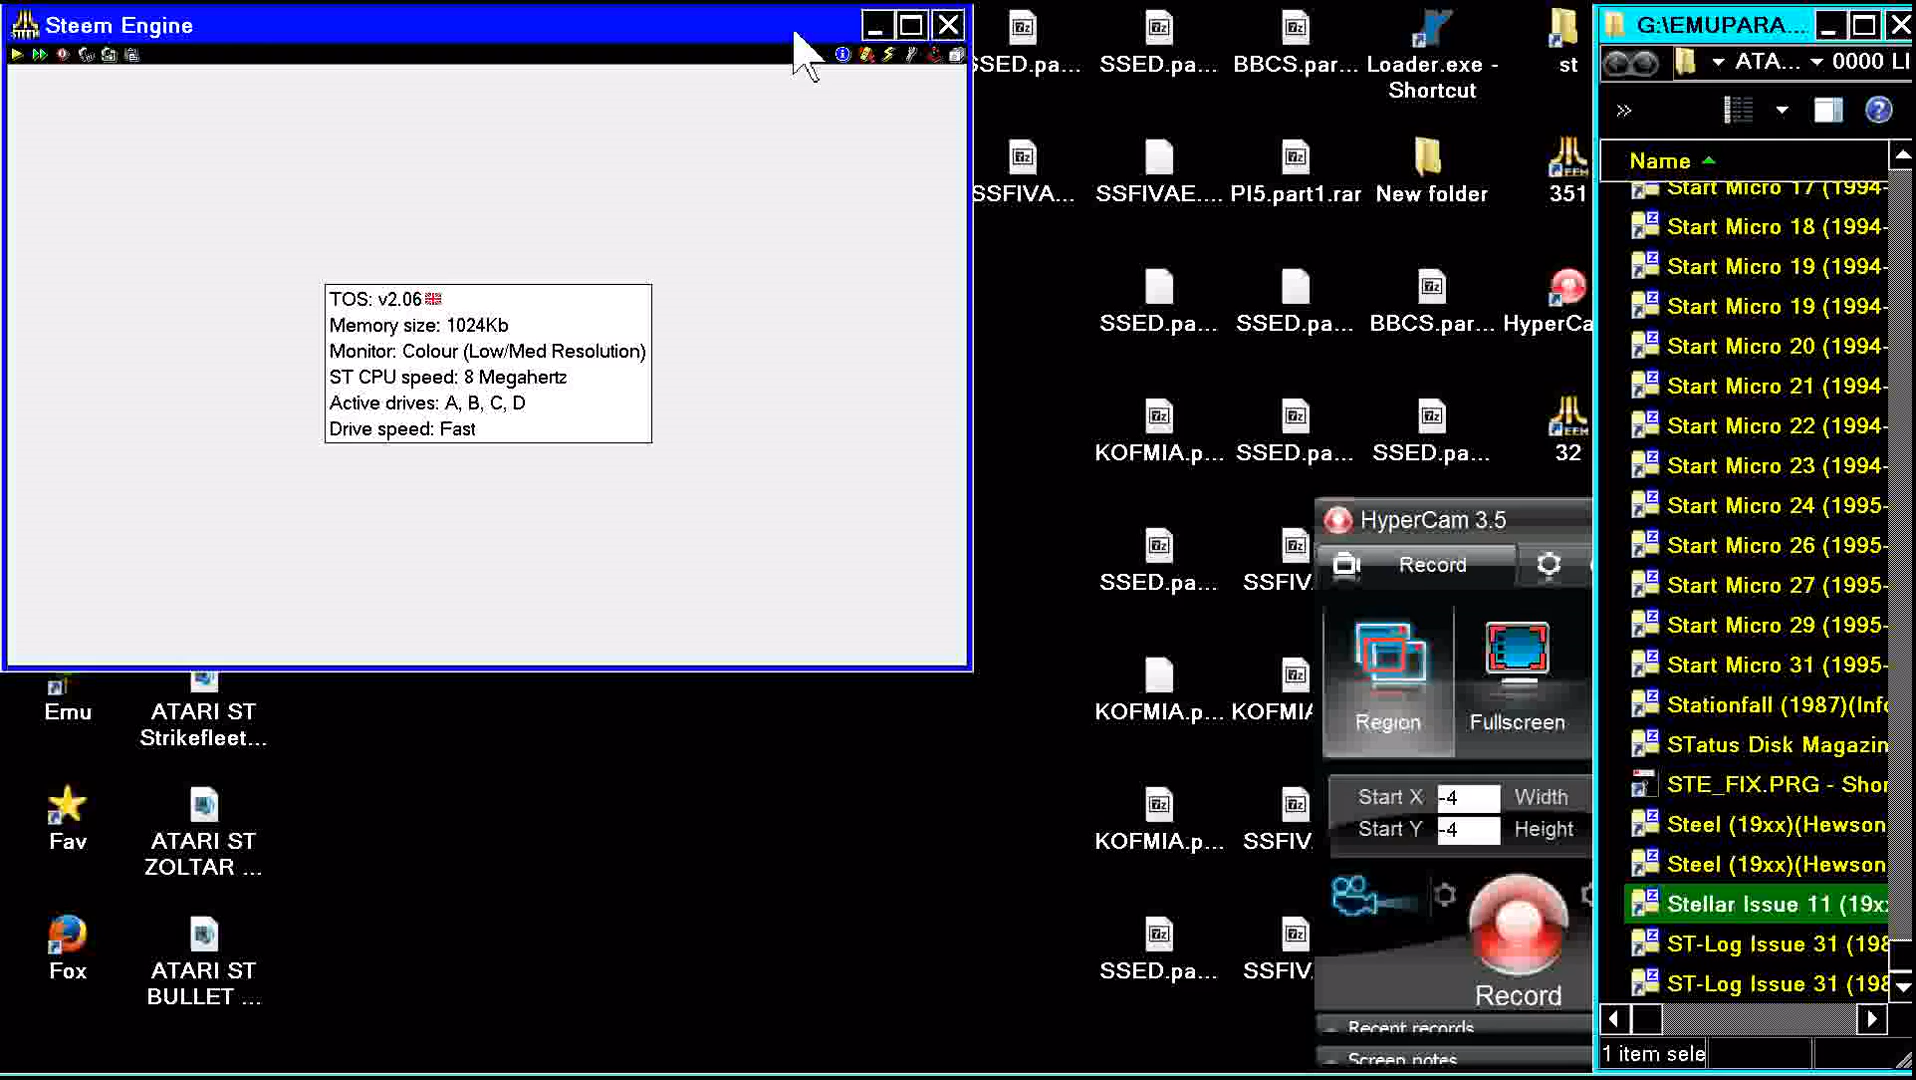 Steem Engine
TOS: v2.06
Memory size: 1024Kb
Monitor: Colour (Low/Med Resolution)
ST CPU speed: 8 Megahertz
Active drives: A, B, C, D
Drive speed: Fast
Emu
ATARI ST
Strikefleet...
Fav
ATARI ST
ZOLTAR ...
Fox
ATARI ST
BULLET ...
SSED.pa...
SSED.pa...
BBCS.par...
Loader.exe -
Shortcut
st
SSFIVA...
SSFIVAE....
PI5.part1.rar
New folder
351
SSED.pa...
SSED.pa...
BBCS.par...
HyperCa
KOFMIA.p...
SSED.pa...
SSED.pa...
32
SSED.pa...
SSFIV
KOFMIA.p...
KOFMIA
KOFMIA.p...
SSFIV
SSED.pa...
SSFIV
HyperCam 3.5
Record
Region
Fullscreen
Start X -4 Width
Start Y -4 Height
Record
Recent records
Screen notes
G:\EMUPARA...
ATA... 0000 LI
Name
Start Micro 17 (1994-
Start Micro 18 (1994-
Start Micro 19 (1994-
Start Micro 19 (1994-
Start Micro 20 (1994-
Start Micro 21 (1994-
Start Micro 22 (1994-
Start Micro 23 (1994-
Start Micro 24 (1995-
Start Micro 26 (1995-
Start Micro 27 (1995-
Start Micro 29 (1995-
Start Micro 31 (1995-
Stationfall (1987)(Info
STatus Disk Magazin
STE_FIX.PRG - Shor
Steel (19xx)(Hewson
Steel (19xx)(Hewson
Stellar Issue 11 (19xx
ST-Log Issue 31 (198
ST-Log Issue 31 (198
1 item sele